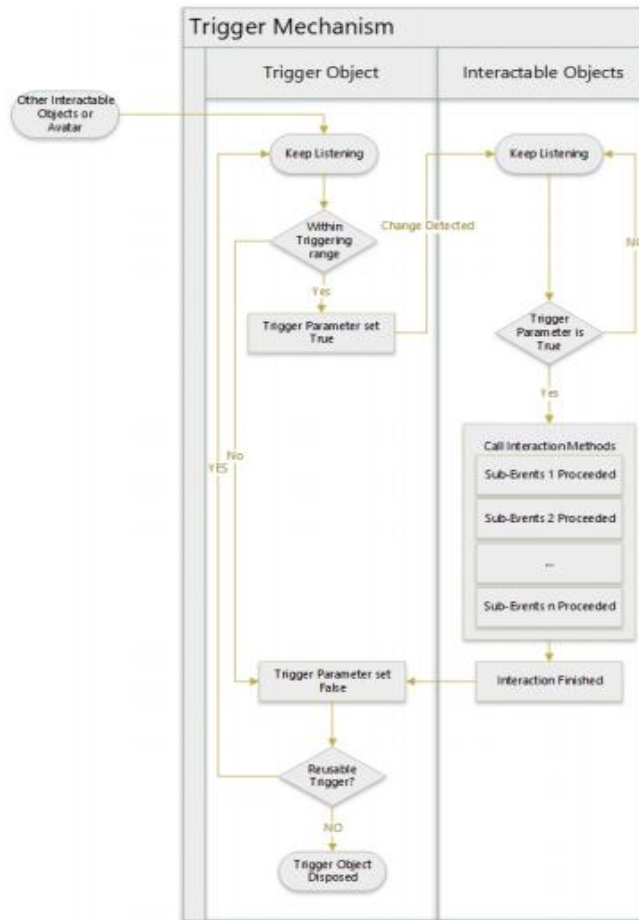 Trigger Mechanism
Trigger Object
Interactable Objects
Other Interactable
Objects or
Avatar
Keep Listening
Keep Listening
Within
Triggering
range
Change Detected
NO
Yes
Trigger Parameter set
True
Trigger
Parameter is
True
Yes
Call Interaction Methods
Sub-Events 1 Proceeded
Sub-Events 2 Proceeded
...
Sub-Events n Proceeded
No
YES
Trigger Parameter set
False
Interaction Finished
Reusable
Trigger?
NO
Trigger Object
Disposed